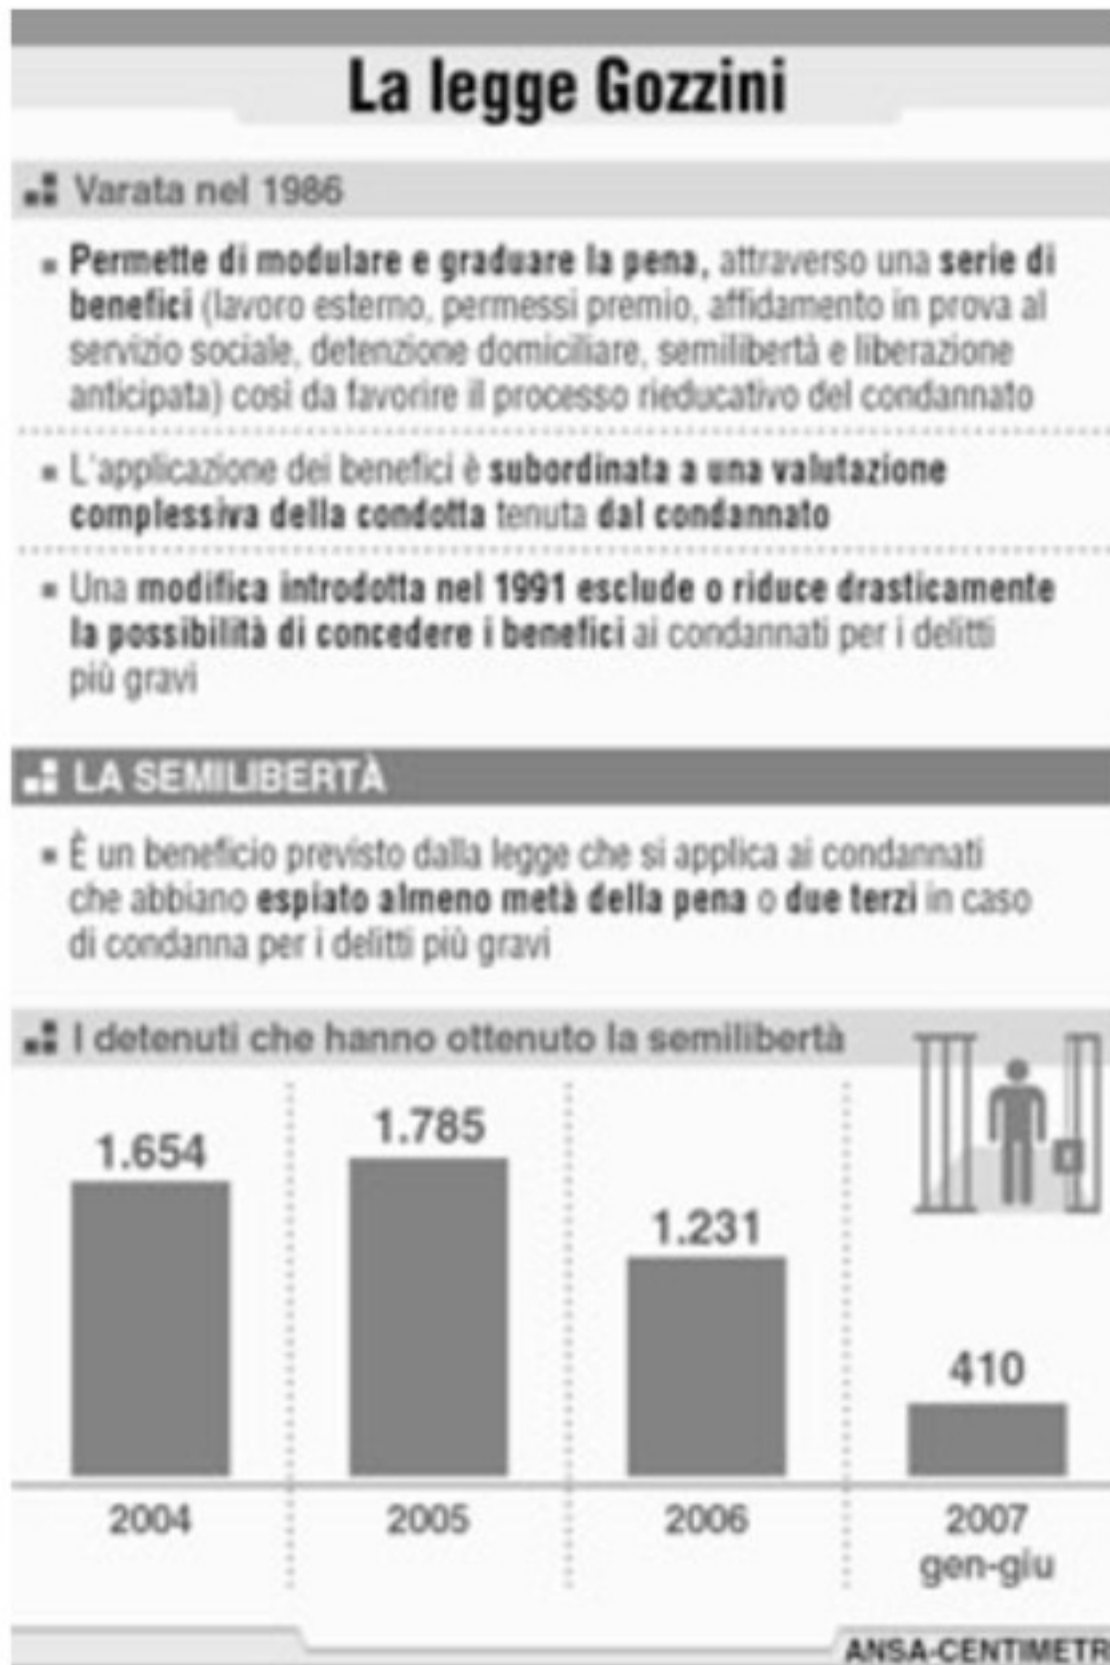 La legge Gozzini
Varata nel 1986
Permette di modulare e graduare la pena, attraverso una serie di
benefici (lavoro esterno, permessi premio, affidamento in prova al
servizio sociale, detenzione domiciliare, semilibertà e liberazione
anticipata) così da favorire il processo rieducativo del condannato
L'applicazione dei benefici è subordinata a una valutazione
complessiva della condotta tenuta dal condannato
Una modifica introdotta nel 1991 esclude o riduce drasticamente
la possibilità di concedere i benefici ai condannati per i delitti
più gravi
LA SEMILIBERTÀ
È un beneficio previsto dalla legge che si applica ai condannati
che abbiano espiato almeno metà della pena o due terzi in caso
di condanna per i delitti più gravi
I detenuti che hanno ottenuto la semilibertà
1.654 1.785 1.231 410
2004 2005 2006 2007
gen-giu
ANSA-CENTIMETR